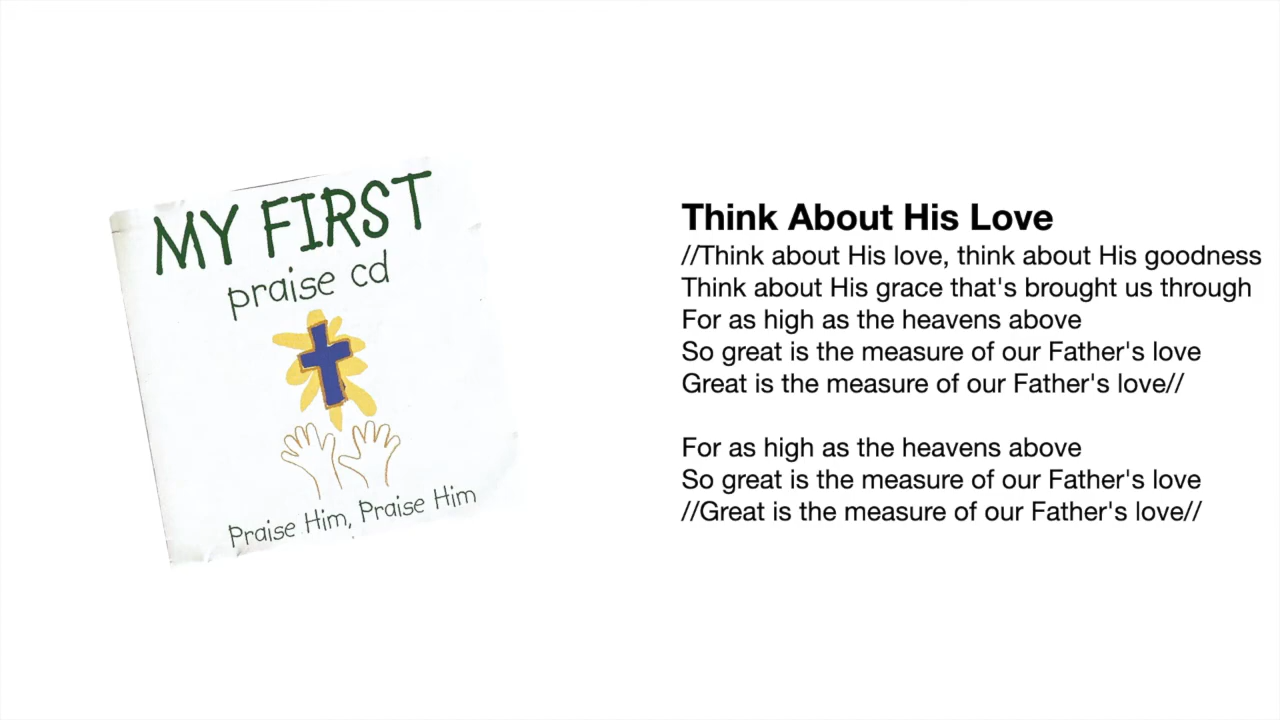 MY FIRST
praise cd
Praise Him, Praise Him
Think About His Love
//Think about His love, think about His goodness
Think about His grace that's brought us through
For as high as the heavens above
So great is the measure of our Father's love
Great is the measure of our Father's love//
For as high as the heavens above
So great is the measure of our Father's love
//Great is the measure of our Father's love//